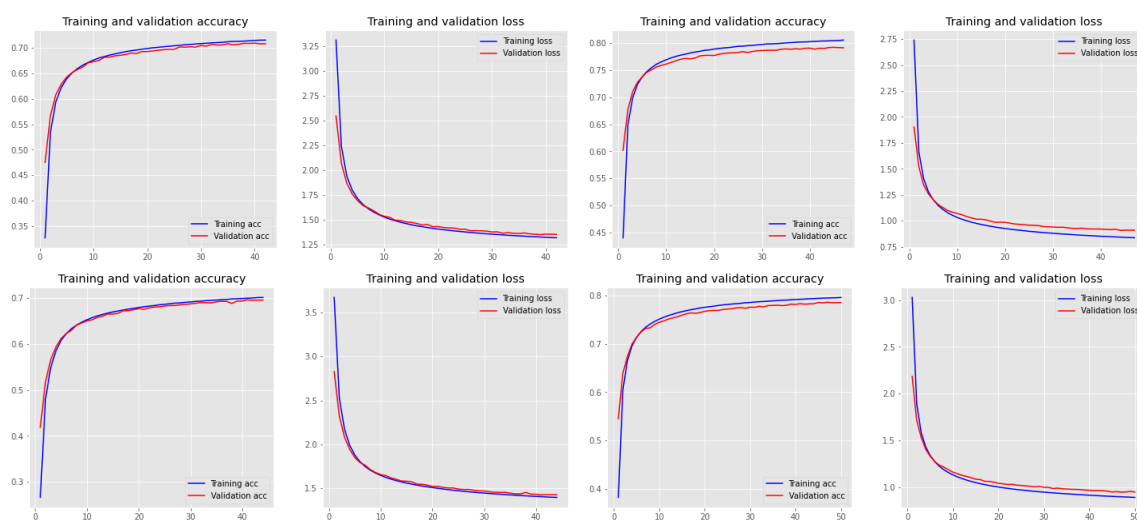 Training and validation accuracy
0.70
0.65
0.60
0.55
0.50
0.45
0.40
0.35
Training acc
Validation acc
0 10 20 30 40
Training and validation loss
3.25
3.00
2.75
2.50
2.25
2.00
1.75
1.50
1.25
Training loss
Validation loss
0 10 20 30 40
Training and validation accuracy
0.80
0.75
0.70
0.65
0.60
0.55
0.50
0.45
Training acc
Validation acc
0 10 20 30 40
Training and validation loss
2.75
2.50
2.25
2.00
1.75
1.50
1.25
1.00
0.75
Training loss
Validation loss
0 10 20 30 40
Training and validation accuracy
0.7
0.6
0.5
0.4
0.3
Training acc
Validation acc
0 10 20 30 40
Training and validation loss
3.5
3.0
2.5
2.0
1.5
Training loss
Validation loss
0 10 20 30 40
Training and validation accuracy
0.8
0.7
0.6
0.5
0.4
Training acc
Validation acc
0 10 20 30 40 50
Training and validation loss
3.0
2.5
2.0
1.5
1.0
Training loss
Validation loss
0 10 20 30 40 50